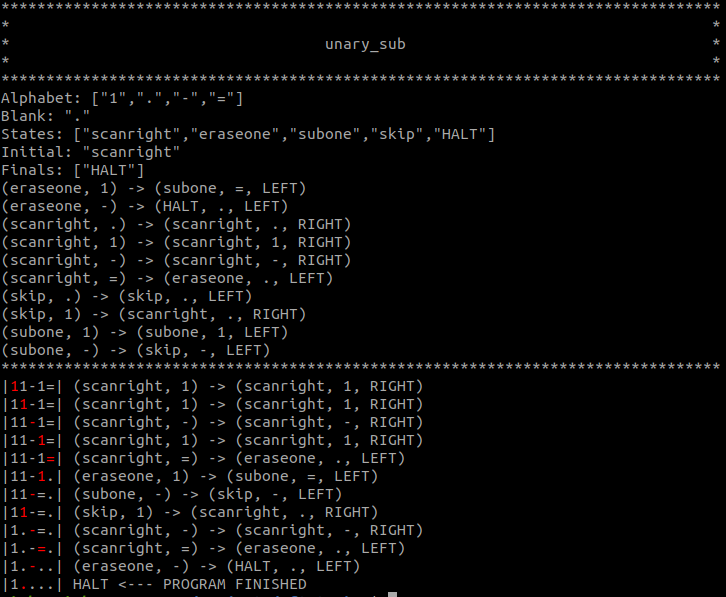 ********************************************************************************
*                                                                              *
*                                  unary_sub                                   *
*                                                                              *
********************************************************************************
Alphabet: ["1",".","-","="]
Blank: "."
States: ["scanright","eraseone","subone","skip","HALT"]
Initial: "scanright"
Finals: ["HALT"]
(eraseone, 1) -> (subone, =, LEFT)
(eraseone, -) -> (HALT, ., LEFT)
(scanright, .) -> (scanright, ., RIGHT)
(scanright, 1) -> (scanright, 1, RIGHT)
(scanright, -) -> (scanright, -, RIGHT)
(scanright, =) -> (eraseone, ., LEFT)
(skip, .) -> (skip, ., LEFT)
(skip, 1) -> (scanright, ., RIGHT)
(subone, 1) -> (subone, 1, LEFT)
(subone, -) -> (skip, -, LEFT)
********************************************************************************
|11-1=| (scanright, 1) -> (scanright, 1, RIGHT)
|11-1=| (scanright, 1) -> (scanright, 1, RIGHT)
|11-1=| (scanright, -) -> (scanright, -, RIGHT)
|11-1=| (scanright, 1) -> (scanright, 1, RIGHT)
|11-1=| (scanright, =) -> (eraseone, ., LEFT)
|11-1.| (eraseone, 1) -> (subone, =, LEFT)
|11-=.| (subone, -) -> (skip, -, LEFT)
|11-=.| (skip, 1) -> (scanright, ., RIGHT)
|1.-=.| (scanright, -) -> (scanright, -, RIGHT)
|1.-=.| (scanright, =) -> (eraseone, ., LEFT)
|1.-..| (eraseone, -) -> (HALT, ., LEFT)
|1....| HALT <--- PROGRAM FINISHED